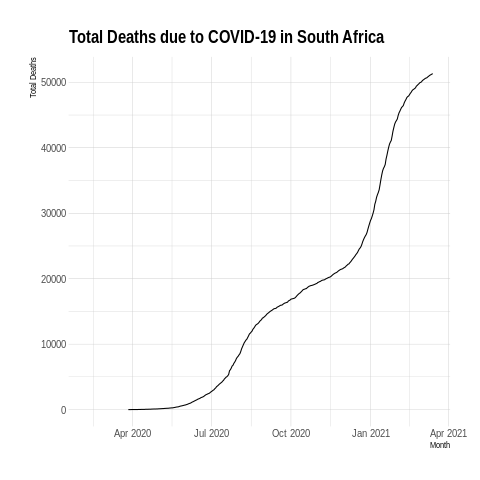 Total Deaths due to COVID-19 in South Africa
Total Deaths
50000
40000
30000
20000
10000
0
Apr 2020
Jul 2020
Oct 2020
Jan 2021
Apr 2021
Month